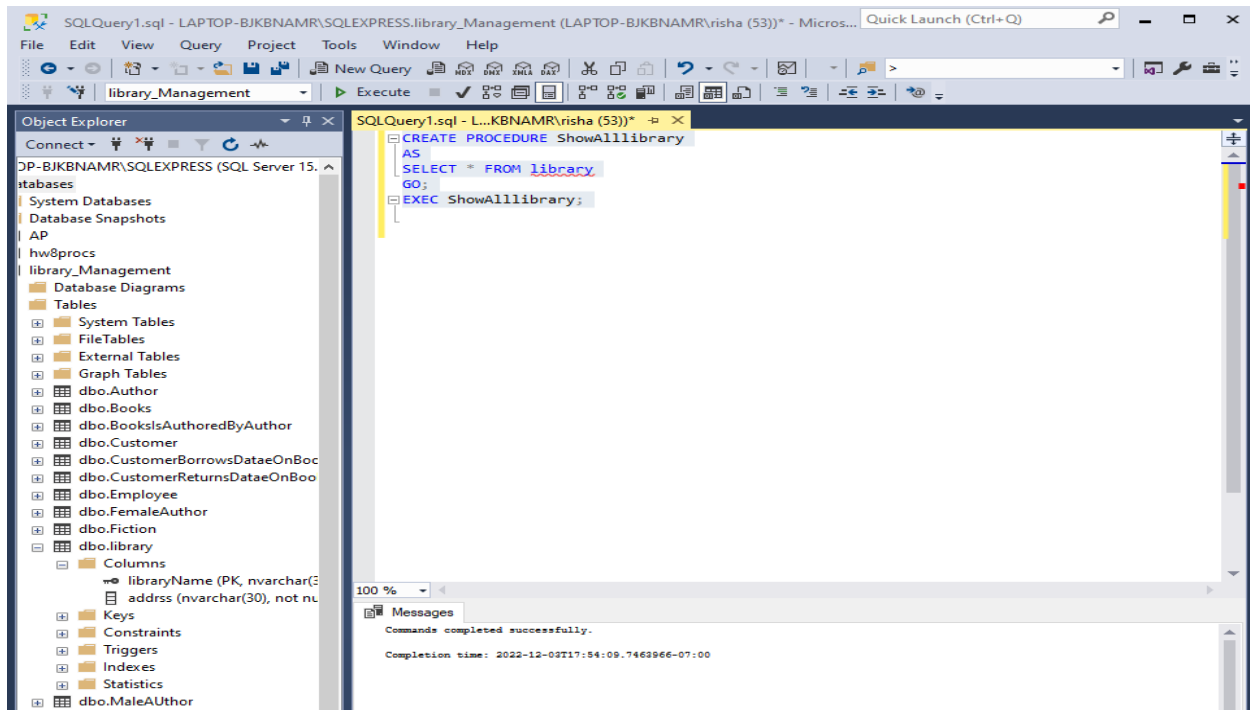 SQLQuery1.sql - LAPTOP-BJKBNAMR\SQLEXPRESS.library_Management (LAPTOP-BJKBNAMR\risha (53))* - Micros...
Quick Launch (Ctrl+Q)
File Edit View Query Project Tools Window Help
New Query MDX DMX XMLA DAX
library_Management Execute
Object Explorer
Connect
OP-BJKBNAMR\SQLEXPRESS (SQL Server 15.
atabases
System Databases
Database Snapshots
AP
hw8procs
library_Management
Database Diagrams
Tables
System Tables
FileTables
External Tables
Graph Tables
dbo.Author
dbo.Books
dbo.BooksIsAuthoredByAuthor
dbo.Customer
dbo.CustomerBorrowsDataeOnBoc
dbo.CustomerReturnsDataeOnBoo
dbo.Employee
dbo.FemaleAuthor
dbo.Fiction
dbo.library
Columns
libraryName (PK, nvarchar(3
addrss (nvarchar(30), not nu
Keys
Constraints
Triggers
Indexes
Statistics
dbo.MaleAUthor
SQLQuery1.sql - L...KBNAMR\risha (53))*
CREATE PROCEDURE ShowAlllibrary
AS
SELECT * FROM library
GO;
EXEC ShowAlllibrary;
100 %
Messages
Commands completed successfully.
Completion time: 2022-12-03T17:54:09.7463966-07:00